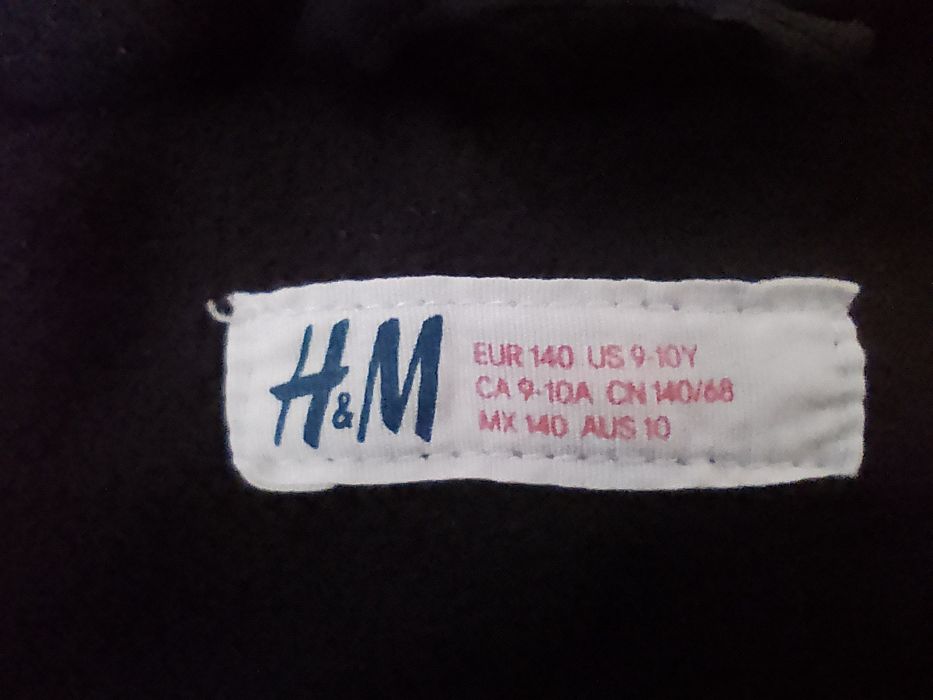 H&M
EUR 140 US 9-10Y
CA 9-10A CN 140/68
MX 140 AUS 10